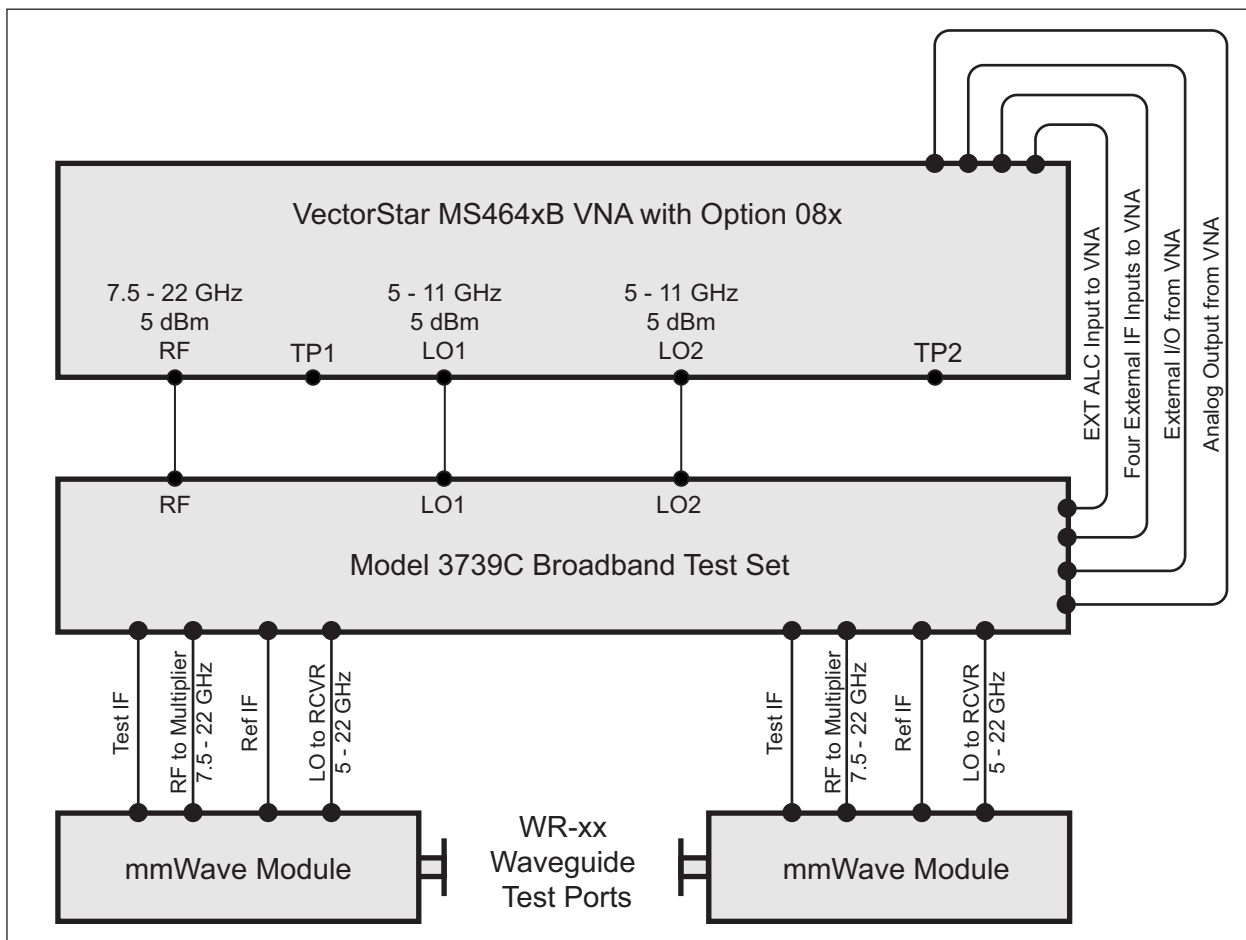 VectorStar MS464xB VNA with Option 08x
7.5 - 22 GHz
5 dBm
RF
TP1
5 - 11 GHz
5 dBm
LO1
5 - 11 GHz
5 dBm
LO2
TP2
EXT ALC Input to VNA
Four External IF Inputs to VNA
External I/O from VNA
Analog Output from VNA
RF
LO1
LO2
Model 3739C Broadband Test Set
Test IF
RF to Multiplier
7.5 - 22 GHz
Ref IF
LO to RCVR
5 - 22 GHz
Test IF
RF to Multiplier
7.5 - 22 GHz
Ref IF
LO to RCVR
5 - 22 GHz
mmWave Module
WR-xx
Waveguide
Test Ports
mmWave Module